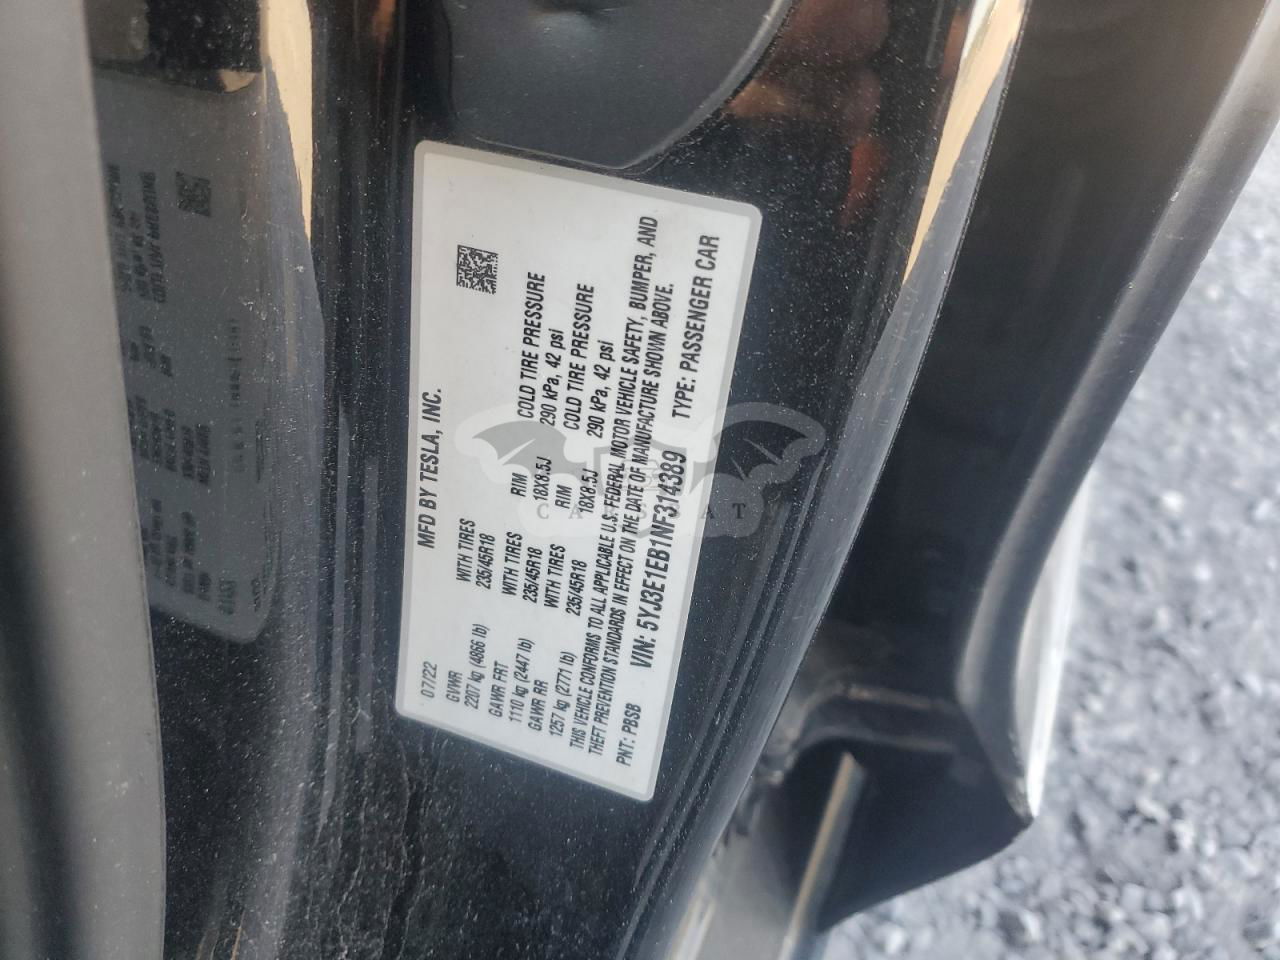 MFD BY TESLA, INC.
07/22
GVWR
2207 kg (4866 lb)
WITH TIRES
235/45R18
RIM
18X8.5J
COLD TIRE PRESSURE
290 kPa, 42 psi
GAWR FRT
1110 kg (2447 lb)
WITH TIRES
235/45R18
RIM
18X8.5J
COLD TIRE PRESSURE
290 kPa, 42 psi
GAWR RR
1257 kg (2771 lb)
WITH TIRES
235/45R18
THIS VEHICLE CONFORMS TO ALL APPLICABLE U.S. FEDERAL MOTOR VEHICLE SAFETY, BUMPER, AND
THEFT PREVENTION STANDARDS IN EFFECT ON THE DATE OF MANUFACTURE SHOWN ABOVE.
VIN: 5YJ3E1EB1NF314389 TYPE: PASSENGER CAR
PNT: PBSB